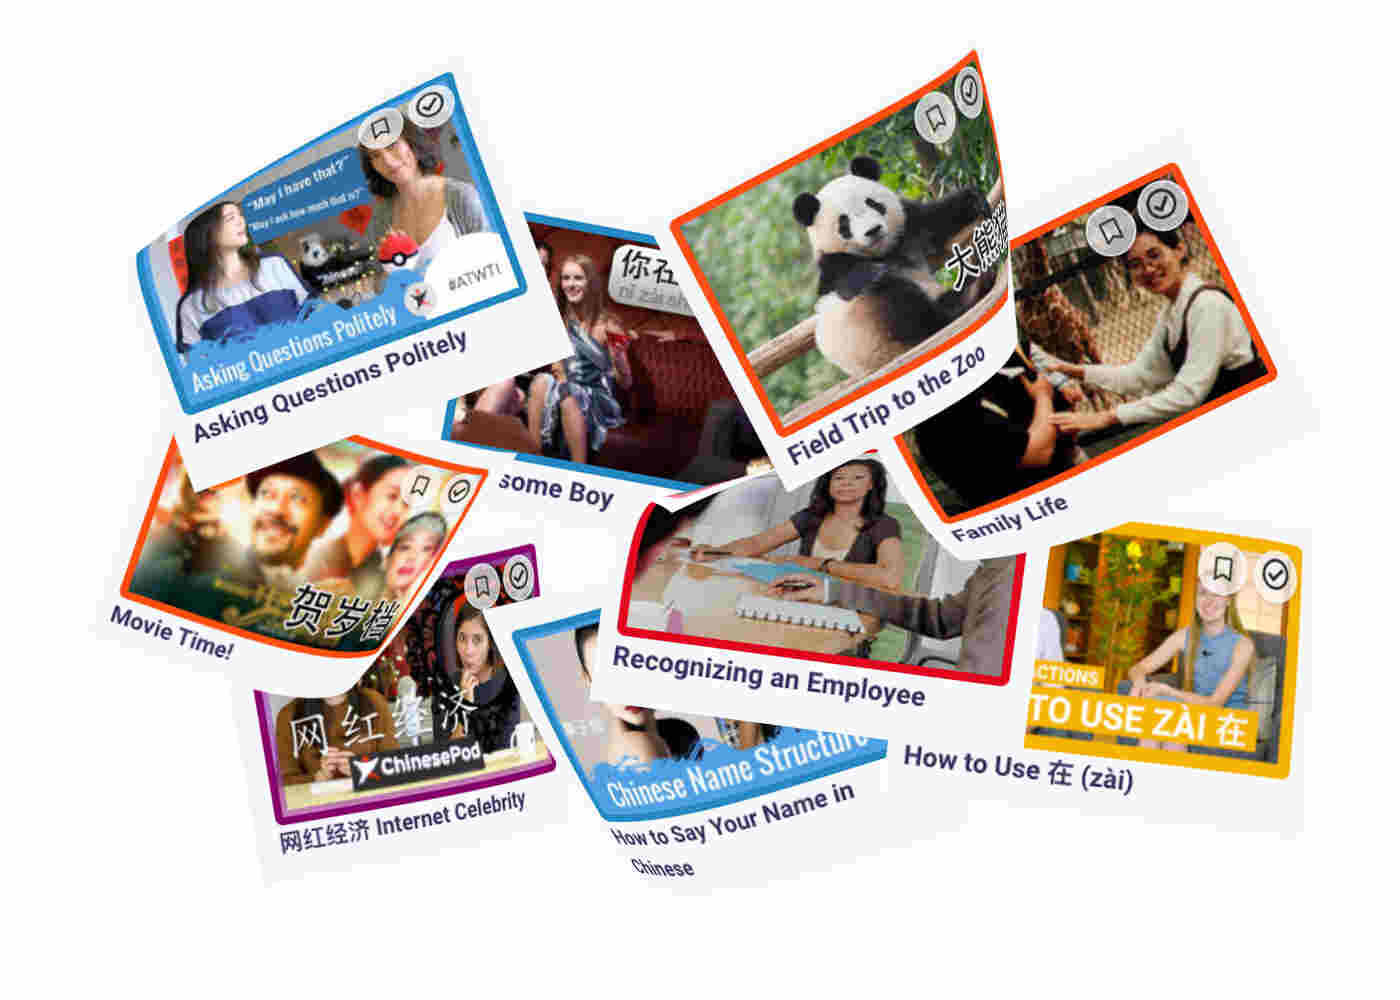 "May I have that?"
"May I ask how much that is?"
#ATWTL
Asking Questions Politely
Asking Questions Politely
你在
nǐ zài sh
some Boy
大熊猫
Field Trip to the Zoo
Family Life
贺岁档
Movie Time!
网红经济
ChinesePod
网红经济 Internet Celebrity
Chinese Name Structure
How to Say Your Name in
Chinese
Recognizing an Employee
CTIONS
TO USE ZÀI 在
How to Use 在 (zài)